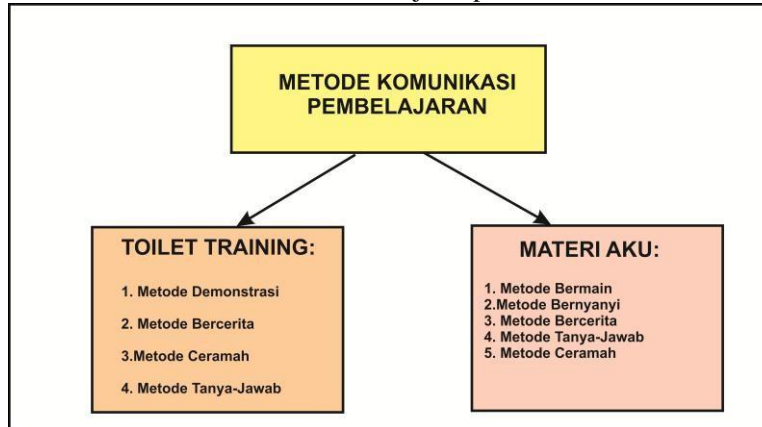 METODE KOMUNIKASI
PEMBELAJARAN
TOILET TRAINING:
1. Metode Demonstrasi
2. Metode Bercerita
3.Metode Ceramah
4. Metode Tanya-Jawab
MATERI AKU:
1. Metode Bermain
2.Metode Bernyanyi
3. Metode Bercerita
4. Metode Tanya-Jawab
5. Metode Ceramah